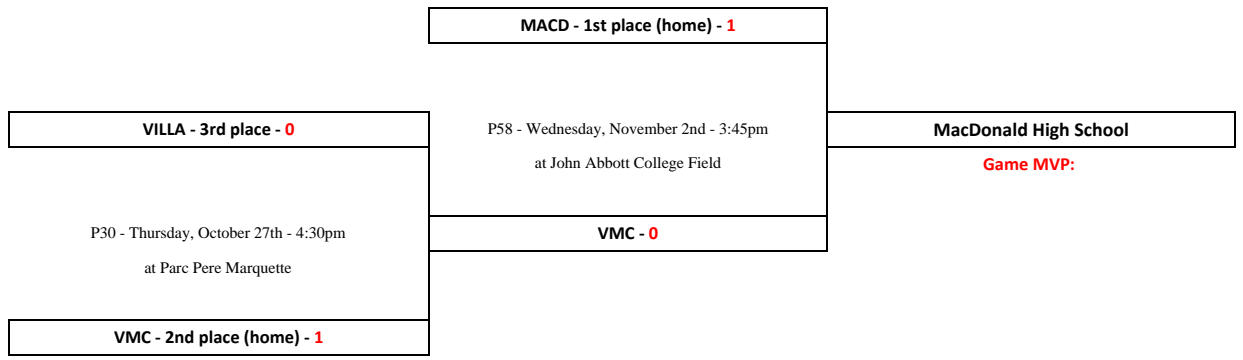 MACD - 1st place (home) - 1
VILLA - 3rd place - 0
P58 - Wednesday, November 2nd - 3:45pm
MacDonald High School
at John Abbott College Field
Game MVP:
P30 - Thursday, October 27th - 4:30pm
VMC - 0
at Parc Pere Marquette
VMC - 2nd place (home) - 1